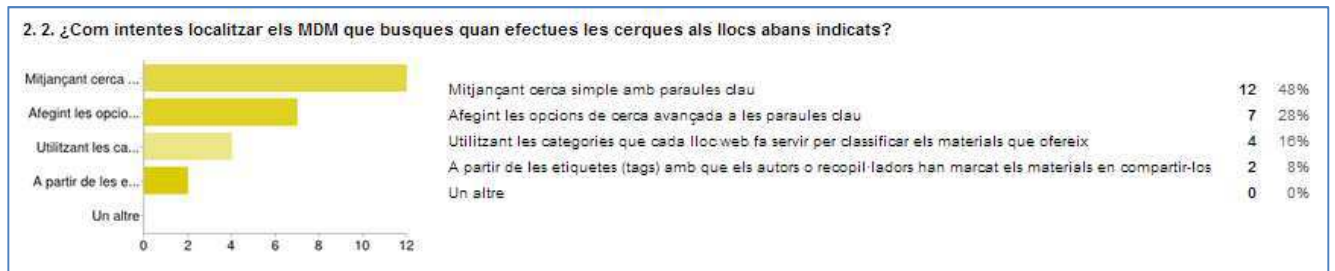 2. 2. ¿Com intentes localitzar els MDM que busques quan efectues les cerques als llocs abans indicats?
Mitjançant cerca ...
Afegint les opcio...
Utilitzant les ca...
A partir de les e...
Un altre
0 2 4 6 8 10 12
Mitjançant cerca simple amb paraules clau 12 48%
Afegint les opcions de cerca avançada a les paraules clau 7 28%
Utilitzant les categories que cada lloc web fa servir per classificar els materials que ofereix 4 16%
A partir de les etiquetes (tags) amb que els autors o recopil·ladors han marcat els materials en compartir-los 2 8%
Un altre 0 0%